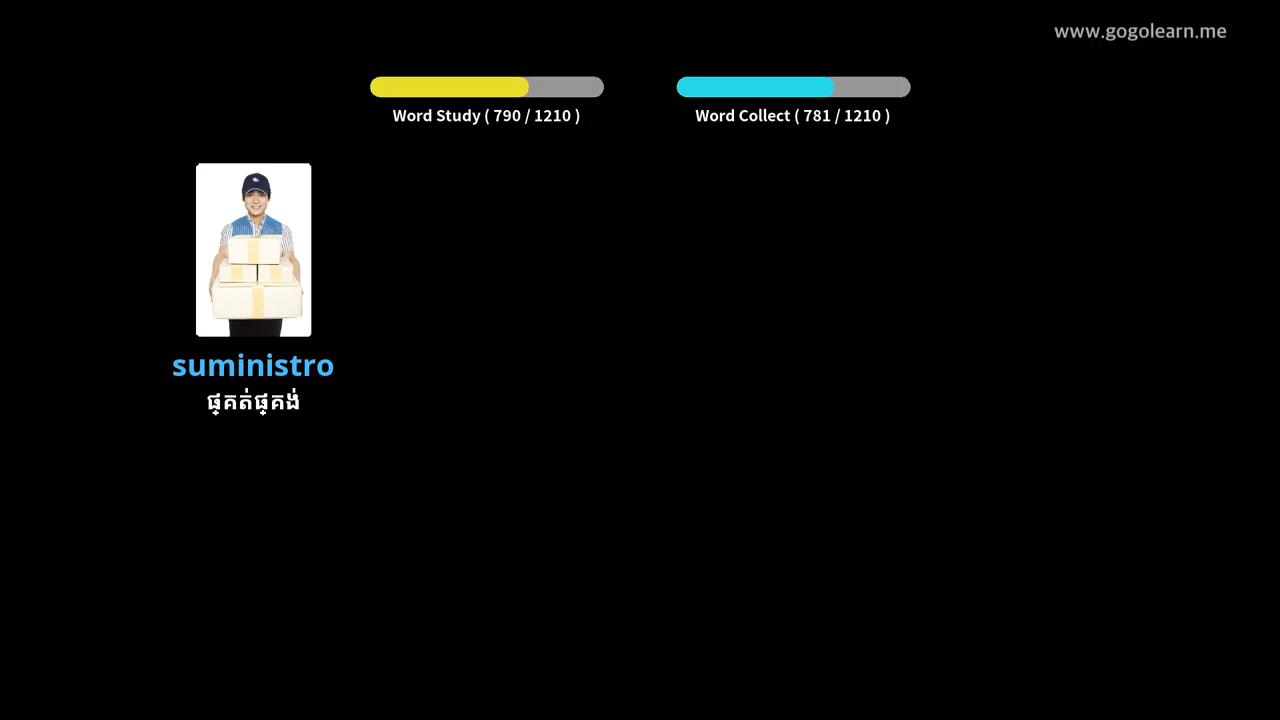 www.gogolearn.me
Word Study ( 790 / 1210 )
Word Collect ( 781 / 1210 )
suministro
ផ្គត់ផ្គង់